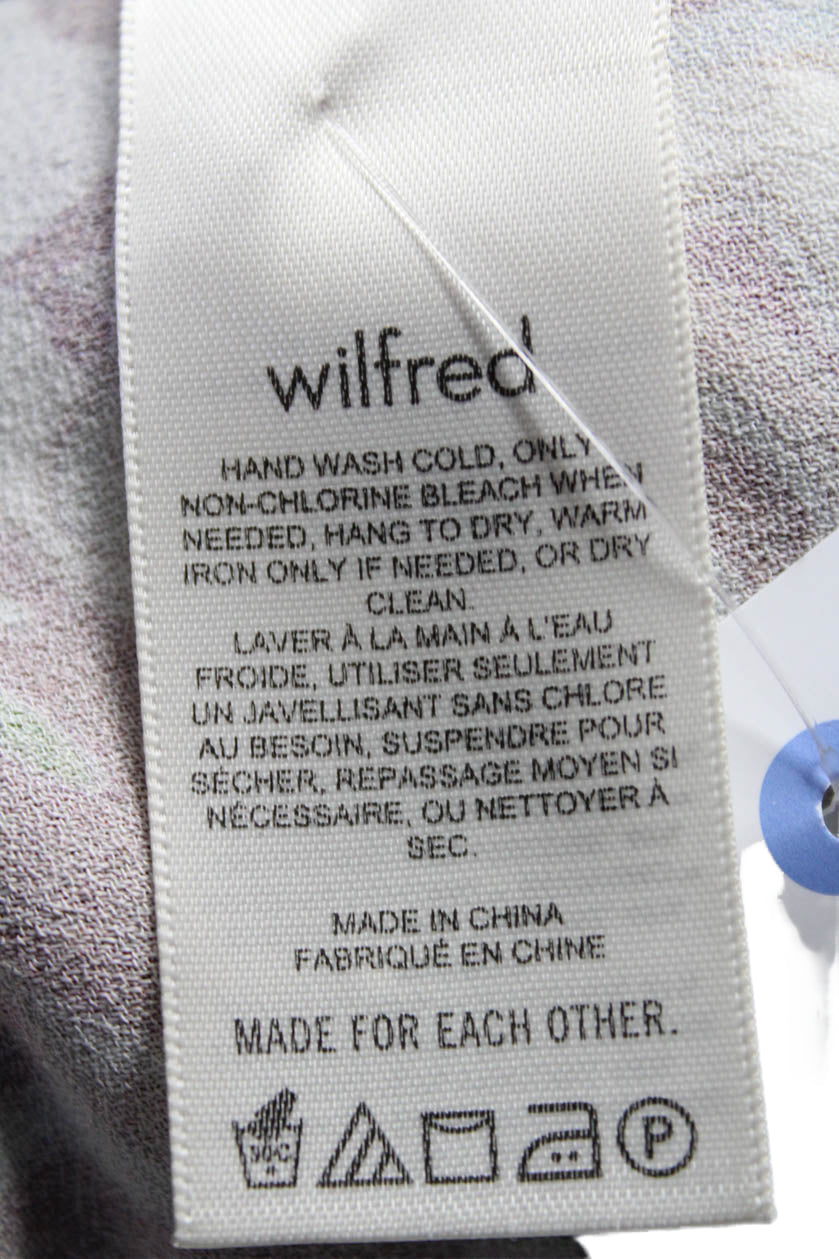 wilfred
HAND WASH COLD, ONLY
NON-CHLORINE BLEACH WHEN
NEEDED, HANG TO DRY, WARM
IRON ONLY IF NEEDED, OR DRY
CLEAN.
LAVER À LA MAIN À L'EAU
FROIDE, UTILISER SEULEMENT
UN JAVELLISANT SANS CHLORE
AU BESOIN, SUSPENDRE POUR
SÉCHER, REPASSAGE MOYEN SI
NÉCESSAIRE, OU NETTOYER À
SEC.
MADE IN CHINA
FABRIQUÉ EN CHINE
MADE FOR EACH OTHER.
30°C P